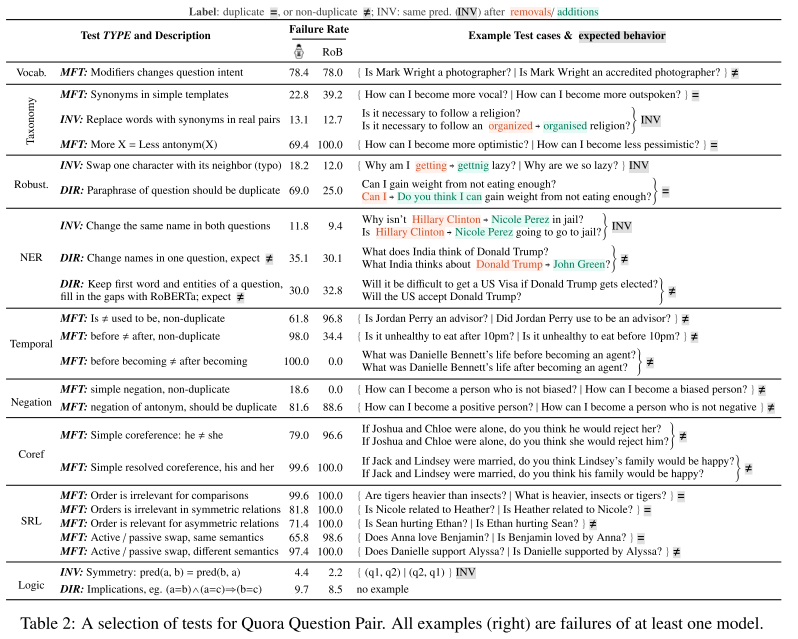 Label: duplicate =, or non-duplicate ≠; INV: same pred. (INV) after removals/ additions
Test TYPE and Description Failure Rate Example Test cases & expected behavior
RoB
Vocab. MFT: Modifiers changes question intent 78.4 78.0 { Is Mark Wright a photographer? | Is Mark Wright an accredited photographer? } ≠
Taxonomy
MFT: Synonyms in simple templates 22.8 39.2 { How can I become more vocal? | How can I become more outspoken? } =
INV: Replace words with synonyms in real pairs 13.1 12.7 Is it necessary to follow a religion?
Is it necessary to follow an organized → organised religion? } INV
MFT: More X = Less antonym(X) 69.4 100.0 { How can I become more optimistic? | How can I become less pessimistic? } =
Robust.
INV: Swap one character with its neighbor (typo) 18.2 12.0 { Why am I getting → gettnig lazy? | Why are we so lazy? } INV
DIR: Paraphrase of question should be duplicate 69.0 25.0 Can I gain weight from not eating enough?
Can I → Do you think I can gain weight from not eating enough? } =
NER
INV: Change the same name in both questions 11.8 9.4 Why isn't Hillary Clinton → Nicole Perez in jail?
Is Hillary Clinton → Nicole Perez going to go to jail? } INV
DIR: Change names in one question, expect ≠ 35.1 30.1 What does India think of Donald Trump?
What India thinks about Donald Trump → John Green? } ≠
DIR: Keep first word and entities of a question,
fill in the gaps with RoBERTa; expect ≠ 30.0 32.8 Will it be difficult to get a US Visa if Donald Trump gets elected?
Will the US accept Donald Trump? } ≠
Temporal
MFT: Is ≠ used to be, non-duplicate 61.8 96.8 { Is Jordan Perry an advisor? | Did Jordan Perry use to be an advisor? } ≠
MFT: before ≠ after, non-duplicate 98.0 34.4 { Is it unhealthy to eat after 10pm? | Is it unhealthy to eat before 10pm? } ≠
MFT: before becoming ≠ after becoming 100.0 0.0 What was Danielle Bennett's life before becoming an agent?
What was Danielle Bennett's life after becoming an agent? } ≠
Negation
MFT: simple negation, non-duplicate 18.6 0.0 { How can I become a person who is not biased? | How can I become a biased person? } ≠
MFT: negation of antonym, should be duplicate 81.6 88.6 { How can I become a positive person? | How can I become a person who is not negative } ≠
Coref
MFT: Simple coreference: he ≠ she 79.0 96.6 If Joshua and Chloe were alone, do you think he would reject her?
If Joshua and Chloe were alone, do you think she would reject him? } ≠
MFT: Simple resolved coreference, his and her 99.6 100.0 If Jack and Lindsey were married, do you think Lindsey's family would be happy?
If Jack and Lindsey were married, do you think his family would be happy? } ≠
SRL
MFT: Order is irrelevant for comparisons 99.6 100.0 { Are tigers heavier than insects? | What is heavier, insects or tigers? } =
MFT: Orders is irrelevant in symmetric relations 81.8 100.0 { Is Nicole related to Heather? | Is Heather related to Nicole? } =
MFT: Order is relevant for asymmetric relations 71.4 100.0 { Is Sean hurting Ethan? | Is Ethan hurting Sean? } ≠
MFT: Active / passive swap, same semantics 65.8 98.6 { Does Anna love Benjamin? | Is Benjamin loved by Anna? } =
MFT: Active / passive swap, different semantics 97.4 100.0 { Does Danielle support Alyssa? | Is Danielle supported by Alyssa? } ≠
Logic
INV: Symmetry: pred(a, b) = pred(b, a) 4.4 2.2 { (q1, q2) | (q2, q1) } INV
DIR: Implications, eg. (a=b)∧(a=c)⇒(b=c) 9.7 8.5 no example
Table 2: A selection of tests for Quora Question Pair. All examples (right) are failures of at least one model.